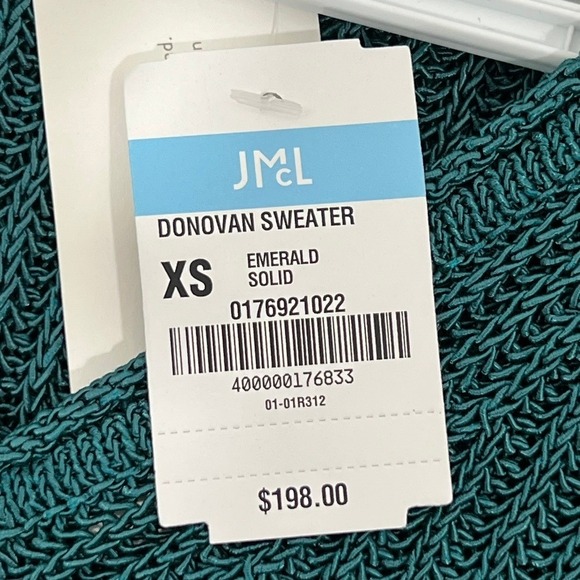 JMcL
DONOVAN SWEATER
XS
EMERALD
SOLID
0176921022
400000176833
01-01R312
$198.00